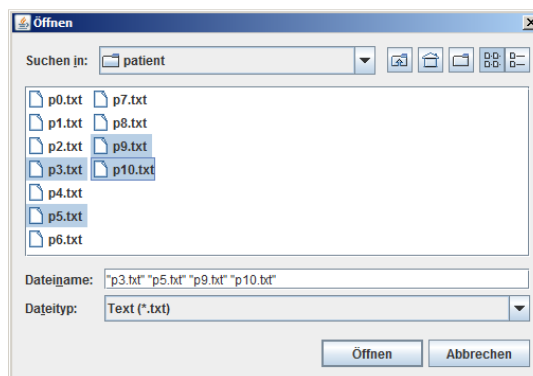 Öffnen
Suchen in: patient
p0.txt p7.txt
p1.txt p8.txt
p2.txt p9.txt
p3.txt p10.txt
p4.txt
p5.txt
p6.txt
Dateiname: "p3.txt" "p5.txt" "p9.txt" "p10.txt"
Dateityp: Text (*.txt)
Öffnen Abbrechen